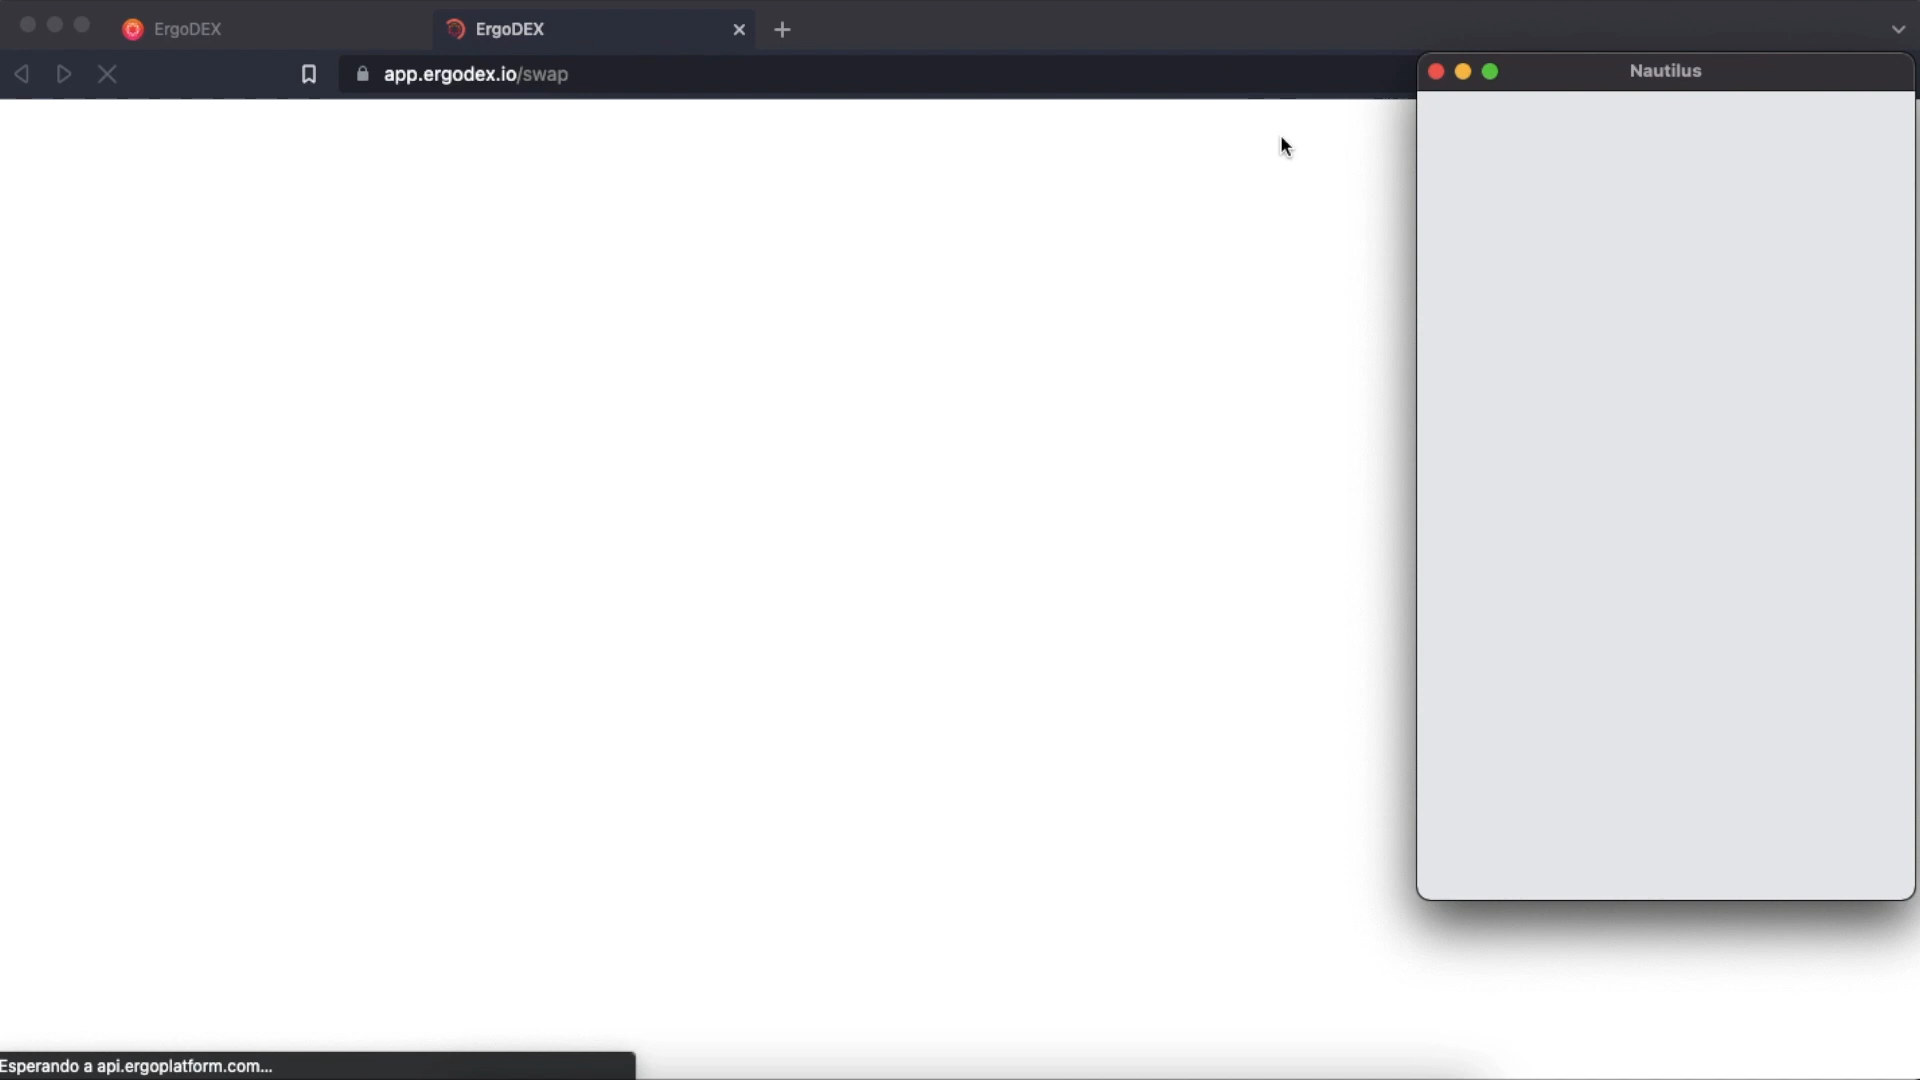 ErgoDEX
ErgoDEX
app.ergodex.io/swap
Nautilus
Esperando a api.ergoplatform.com...